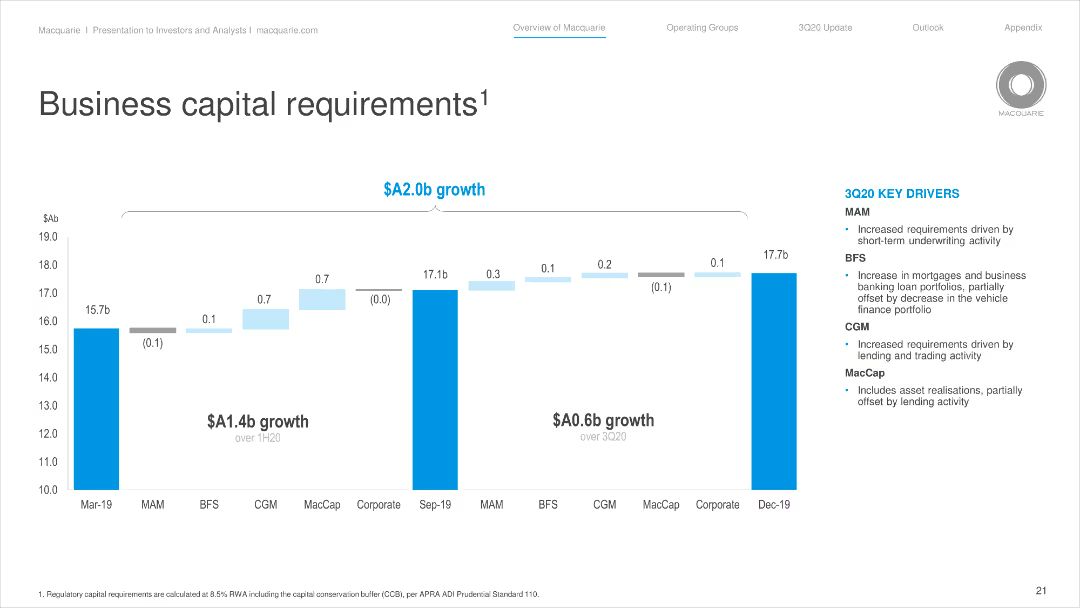 Macquarie | Presentation to Investors and Analysts | macquarie.com
Overview of Macquarie
Operating Groups
3Q20 Update
Outlook
Appendix
Business capital requirements1
MACQUARIE
$A2.0b growth
$Ab
19.0
18.0
17.0
16.0
15.0
14.0
13.0
12.0
11.0
10.0
15.7b
(0.1)
0.1
0.7
0.7
(0.0)
17.1b
0.3
0.1
0.2
(0.1)
0.1
17.7b
$A1.4b growth
over 1H20
$A0.6b growth
over 3Q20
Mar-19
MAM
BFS
CGM
MacCap
Corporate
Sep-19
MAM
BFS
CGM
MacCap
Corporate
Dec-19
3Q20 KEY DRIVERS
MAM
• Increased requirements driven by
short-term underwriting activity
BFS
• Increase in mortgages and business
banking loan portfolios, partially
offset by decrease in the vehicle
finance portfolio
CGM
• Increased requirements driven by
lending and trading activity
MacCap
• Includes asset realisations, partially
offset by lending activity
1. Regulatory capital requirements are calculated at 8.5% RWA including the capital conservation buffer (CCB), per APRA ADI Prudential Standard 110.
21